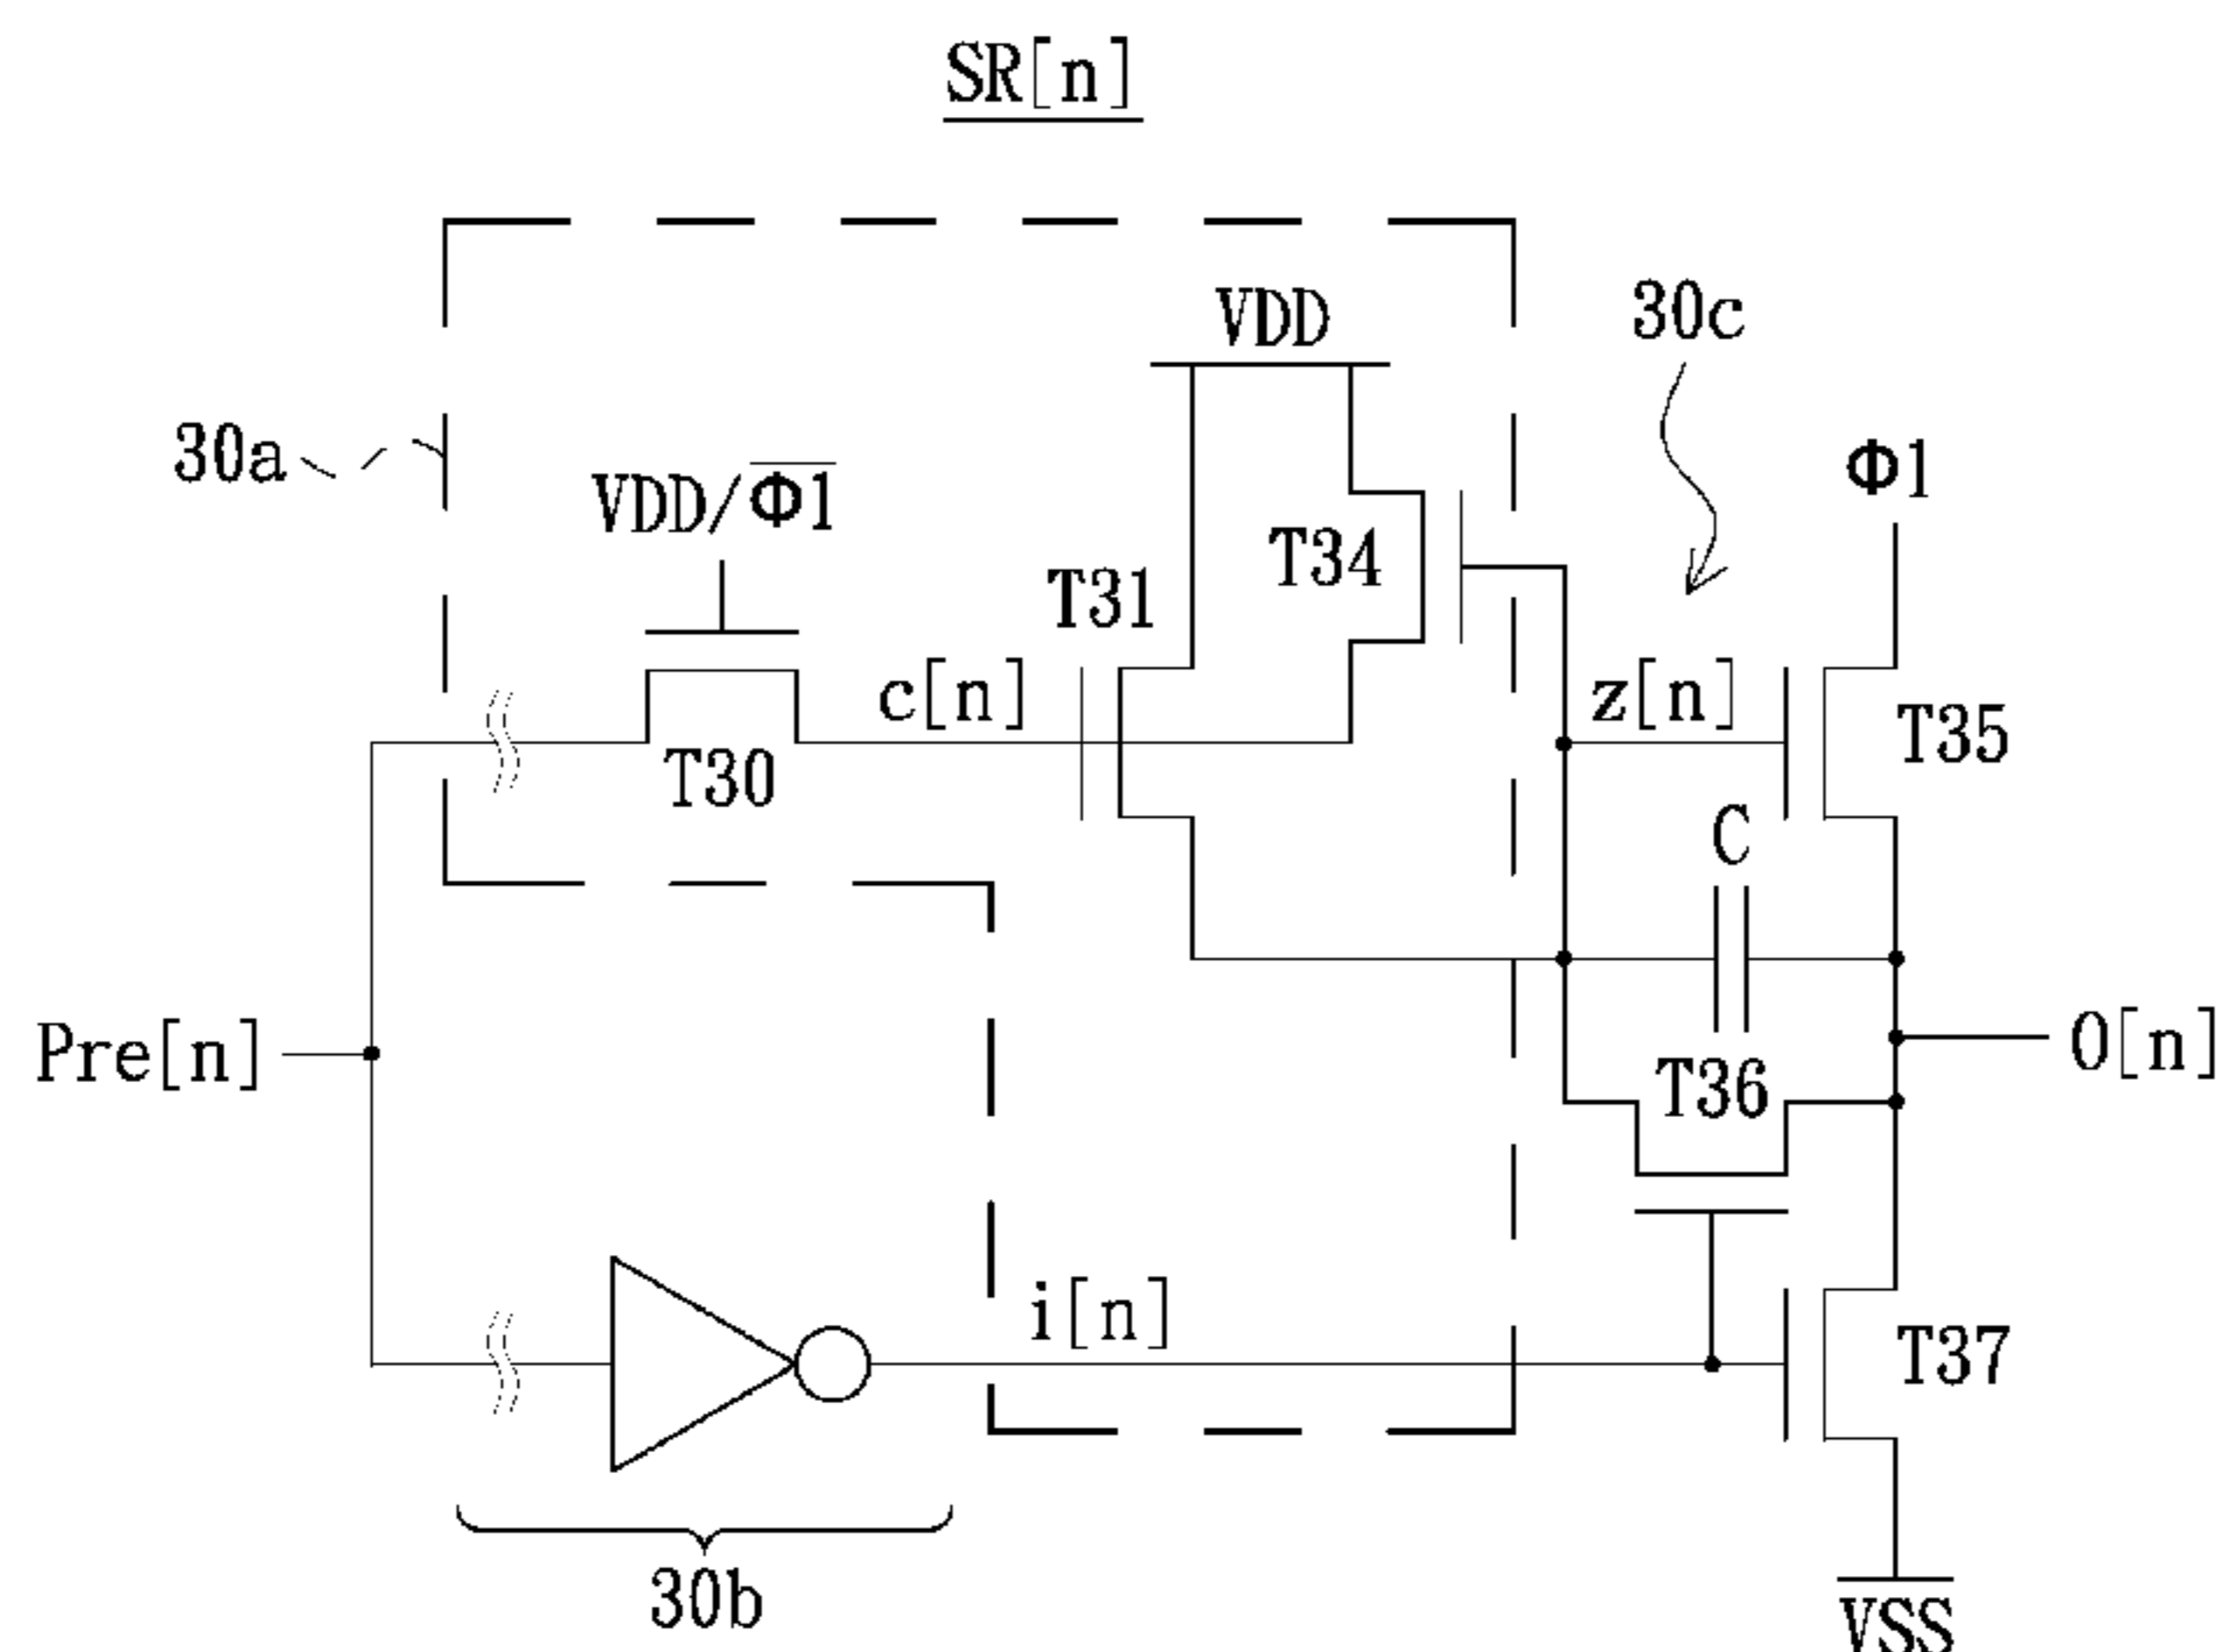 SR[n]
VDD
30c
30a
VDD/Φ1̅
Φ1
T34
T31
c[n]
z[n]
T35
T30
C
Pre[n]
O[n]
T36
i[n]
T37
30b
VSS